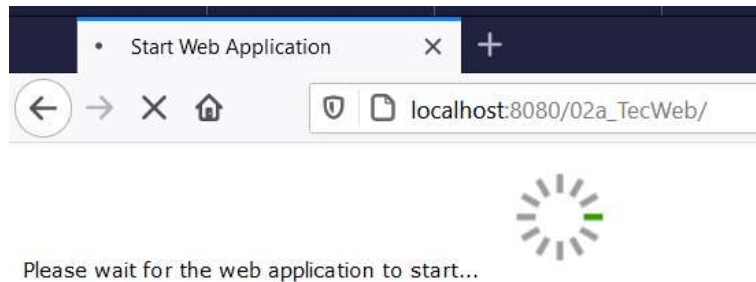 Start Web Application
localhost:8080/02a_TecWeb/
Please wait for the web application to start...